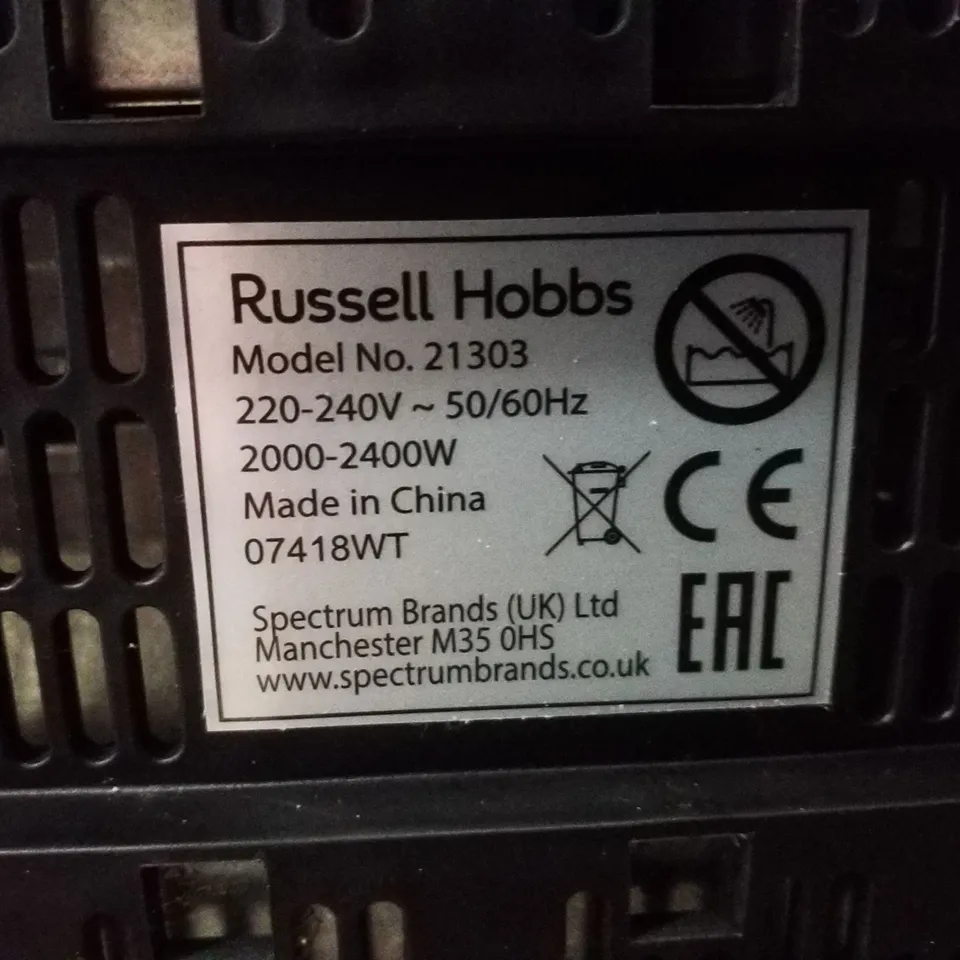 Russell Hobbs
Model No. 21303
220-240V ~ 50/60Hz
2000-2400W
Made in China
07418WT
CE
EAC
Spectrum Brands (UK) Ltd
Manchester M35 0HS
www.spectrumbrands.co.uk